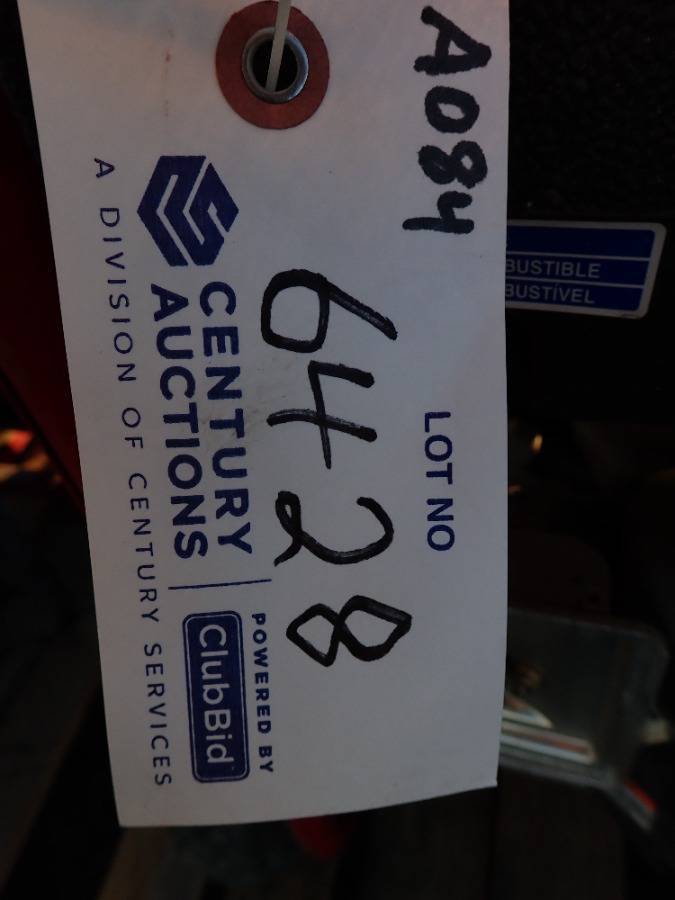 A084
LOT NO
6428
CENTURY
AUCTIONS
A DIVISION OF CENTURY SERVICES
POWERED BY
ClubBid
BUSTIBLE
BUSTÍVEL